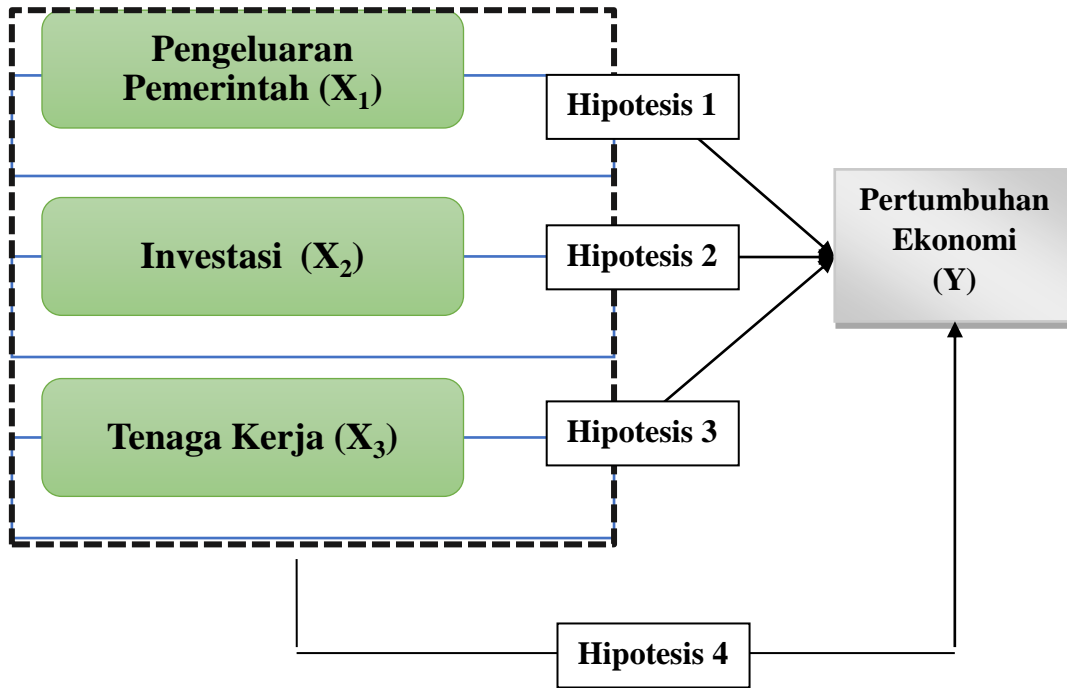 Pengeluaran
Pemerintah (X₁)
Hipotesis 1
Investasi (X₂)
Hipotesis 2
Pertumbuhan
Ekonomi
(Y)
Tenaga Kerja (X₃)
Hipotesis 3
Hipotesis 4